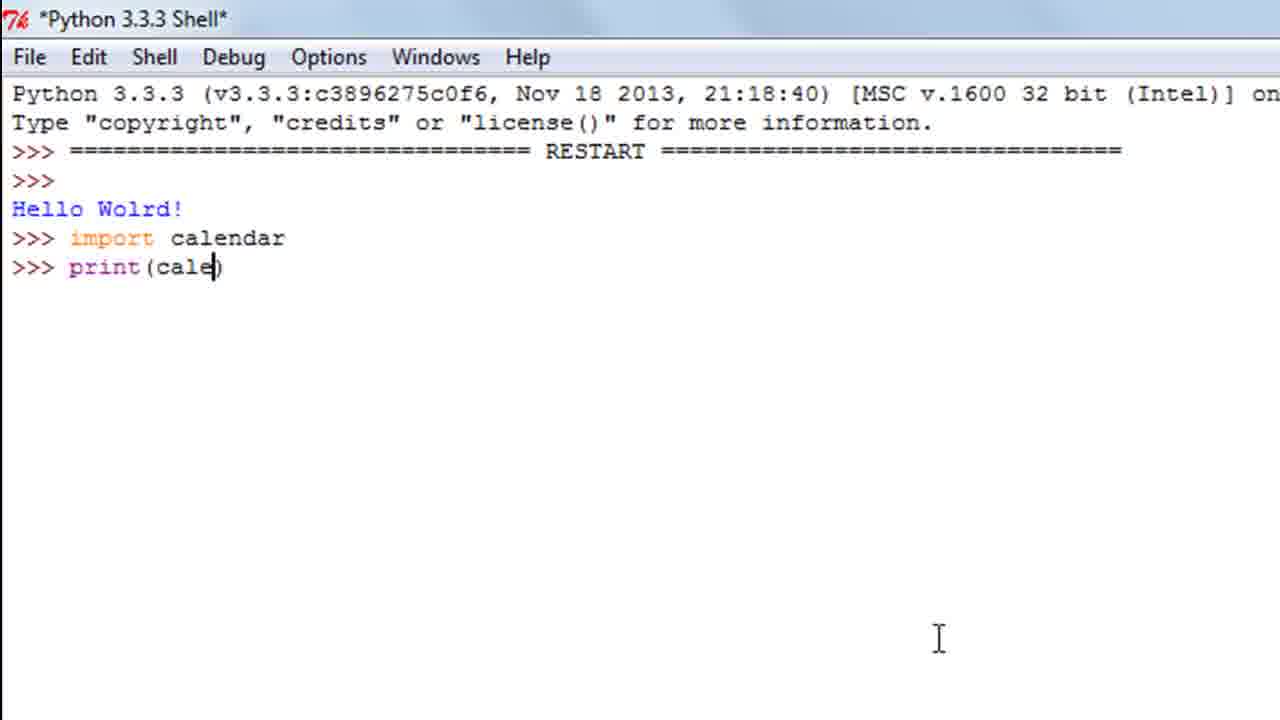 *Python 3.3.3 Shell*
File Edit Shell Debug Options Windows Help
Python 3.3.3 (v3.3.3:c3896275c0f6, Nov 18 2013, 21:18:40) [MSC v.1600 32 bit (Intel)] on
Type "copyright", "credits" or "license()" for more information.
>>> ================================ RESTART ================================
>>>
Hello Wolrd!
>>> import calendar
>>> print(cale)